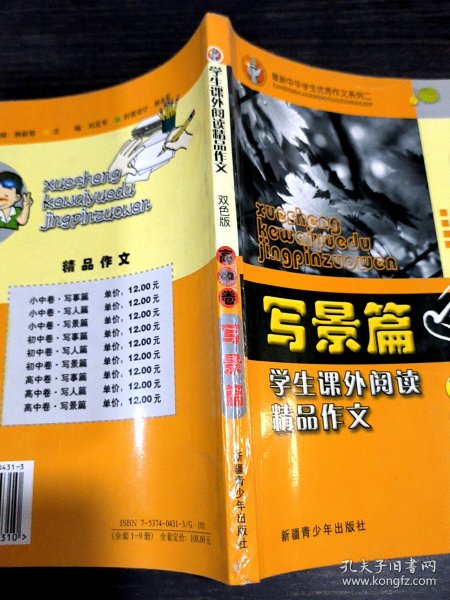 最新中华学生优秀作文系列二
xuesheng
kewaiyuedu
jingpinzuowen
写景篇
学生课外阅读
精品作文
新疆青少年出版社
学生课外阅读精品作文
双色版
高中卷
写景篇
新疆青少年出版社
xuesheng
kewaiyuedu
jingpinzuowen
精品作文
小中卷·写事篇 单价:12.00元
小中卷·写人篇 单价:12.00元
小中卷·写景篇 单价:12.00元
初中卷·写事篇 单价:12.00元
初中卷·写人篇 单价:12.00元
初中卷·写景篇 单价:12.00元
高中卷·写事篇 单价:12.00元
高中卷·写人篇 单价:12.00元
高中卷·写景篇 单价:12.00元
0431-3
ISBN 7-5374-0431-3/G·101
(全套1-9册) 全套定价:108.00元
孔夫子旧书网
www.kongfz.com